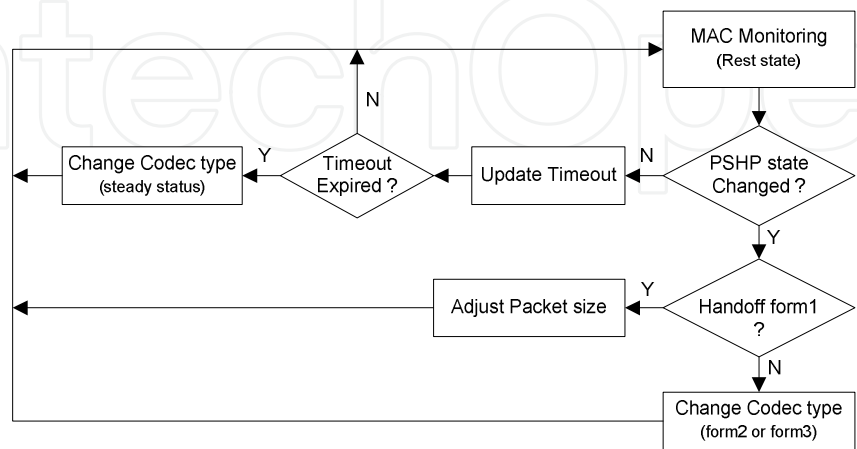 ntechOpe
MAC Monitoring
(Rest state)
N
PSHP state
Changed ?
N
Update Timeout
Timeout
Expired ?
Y
Change Codec type
(steady status)
Y
Handoff form1
?
Y
Adjust Packet size
N
Change Codec type
(form2 or form3)